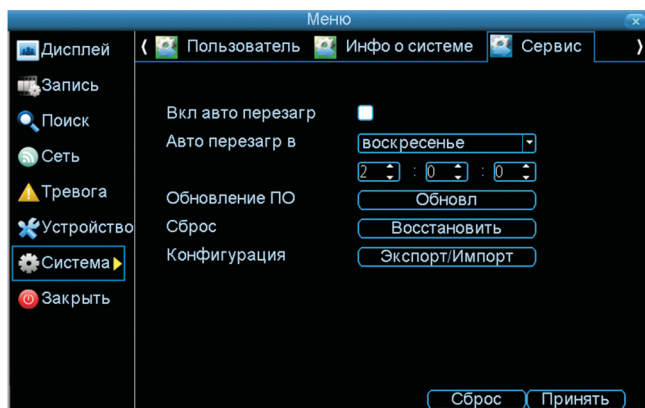 Меню
Дисплей
Запись
Поиск
Сеть
Тревога
Устройство
Система
Закрыть
Пользователь Инфо о системе Сервис
Вкл авто перезагр
Авто перезагр в воскресенье
2 : 0 : 0
Обновление ПО Обновл
Сброс Восстановить
Конфигурация Экспорт/Импорт
Сброс Принять